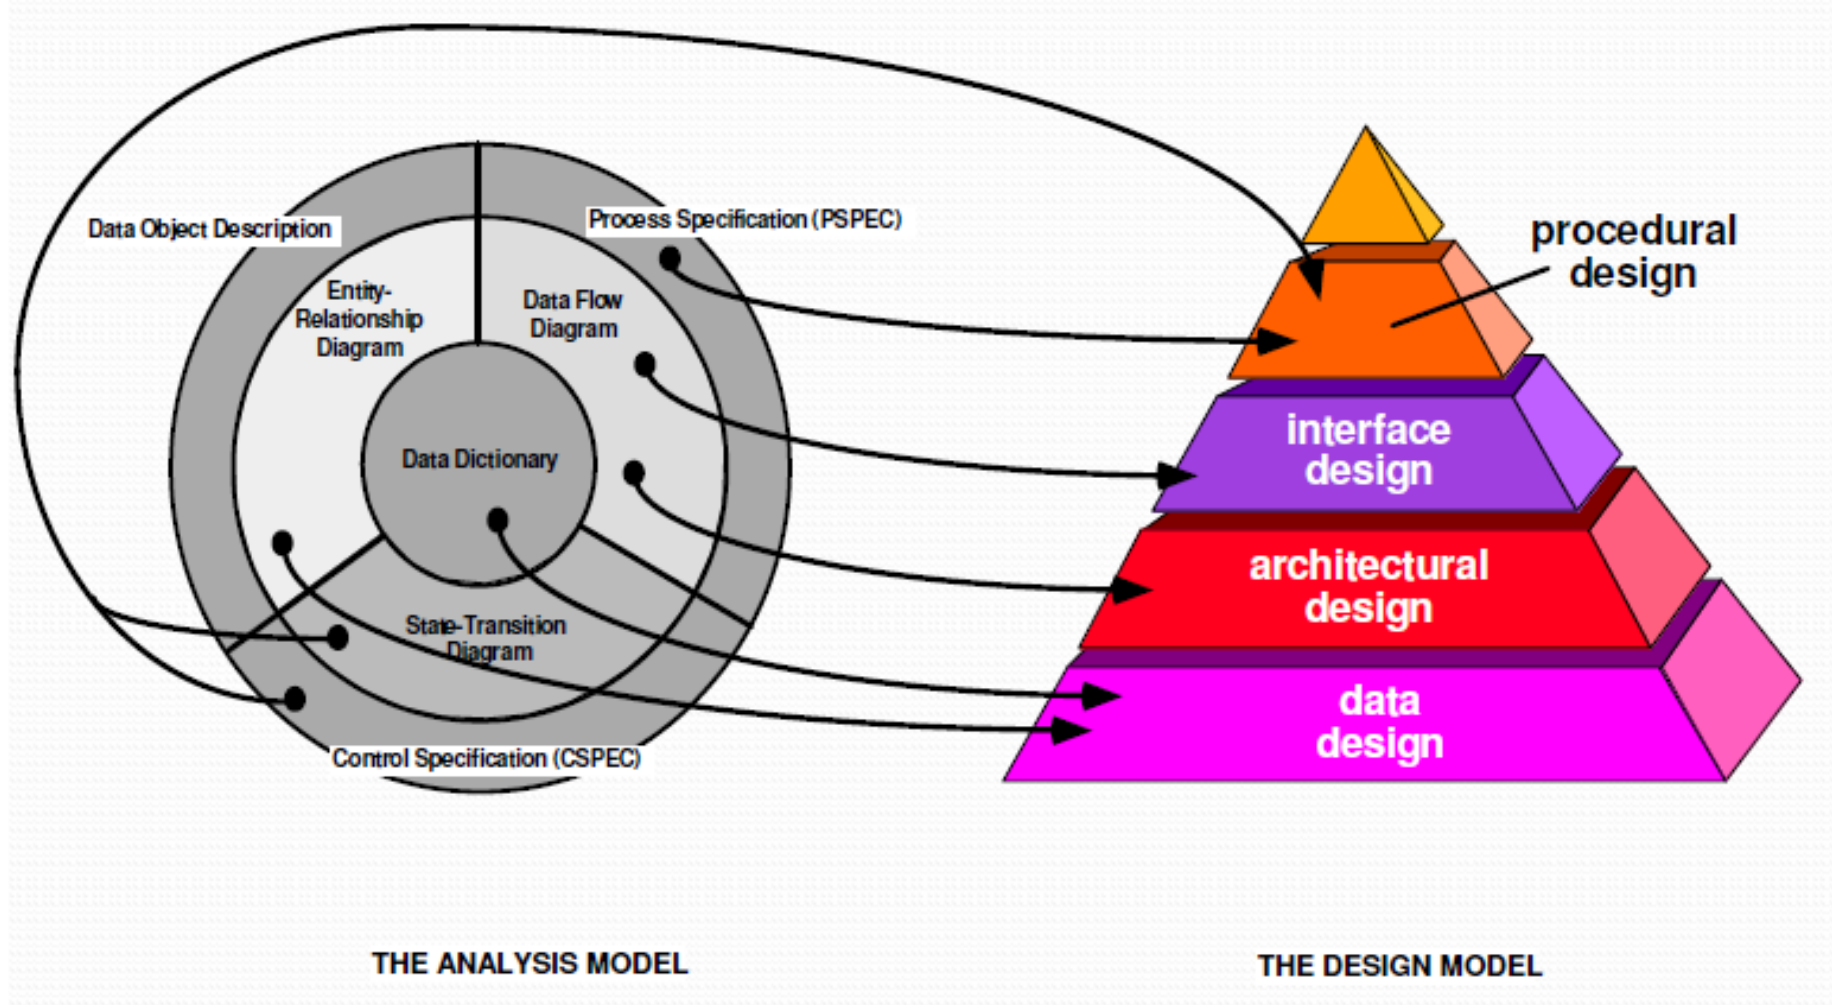 Data Object Description
Process Specification (PSPEC)
Entity-
Relationship
Diagram
Data Flow
Diagram
Data Dictionary
State-Transition
Diagram
Control Specification (CSPEC)
THE ANALYSIS MODEL
procedural
design
interface
design
architectural
design
data
design
THE DESIGN MODEL